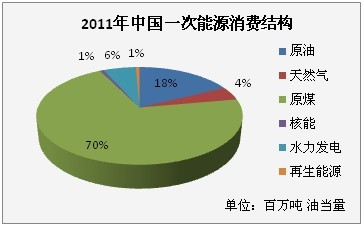 2011年中国一次能源消费结构
1%
6%
1%
18%
4%
70%
原油
天然气
原煤
核能
水力发电
再生能源
单位：百万吨 油当量